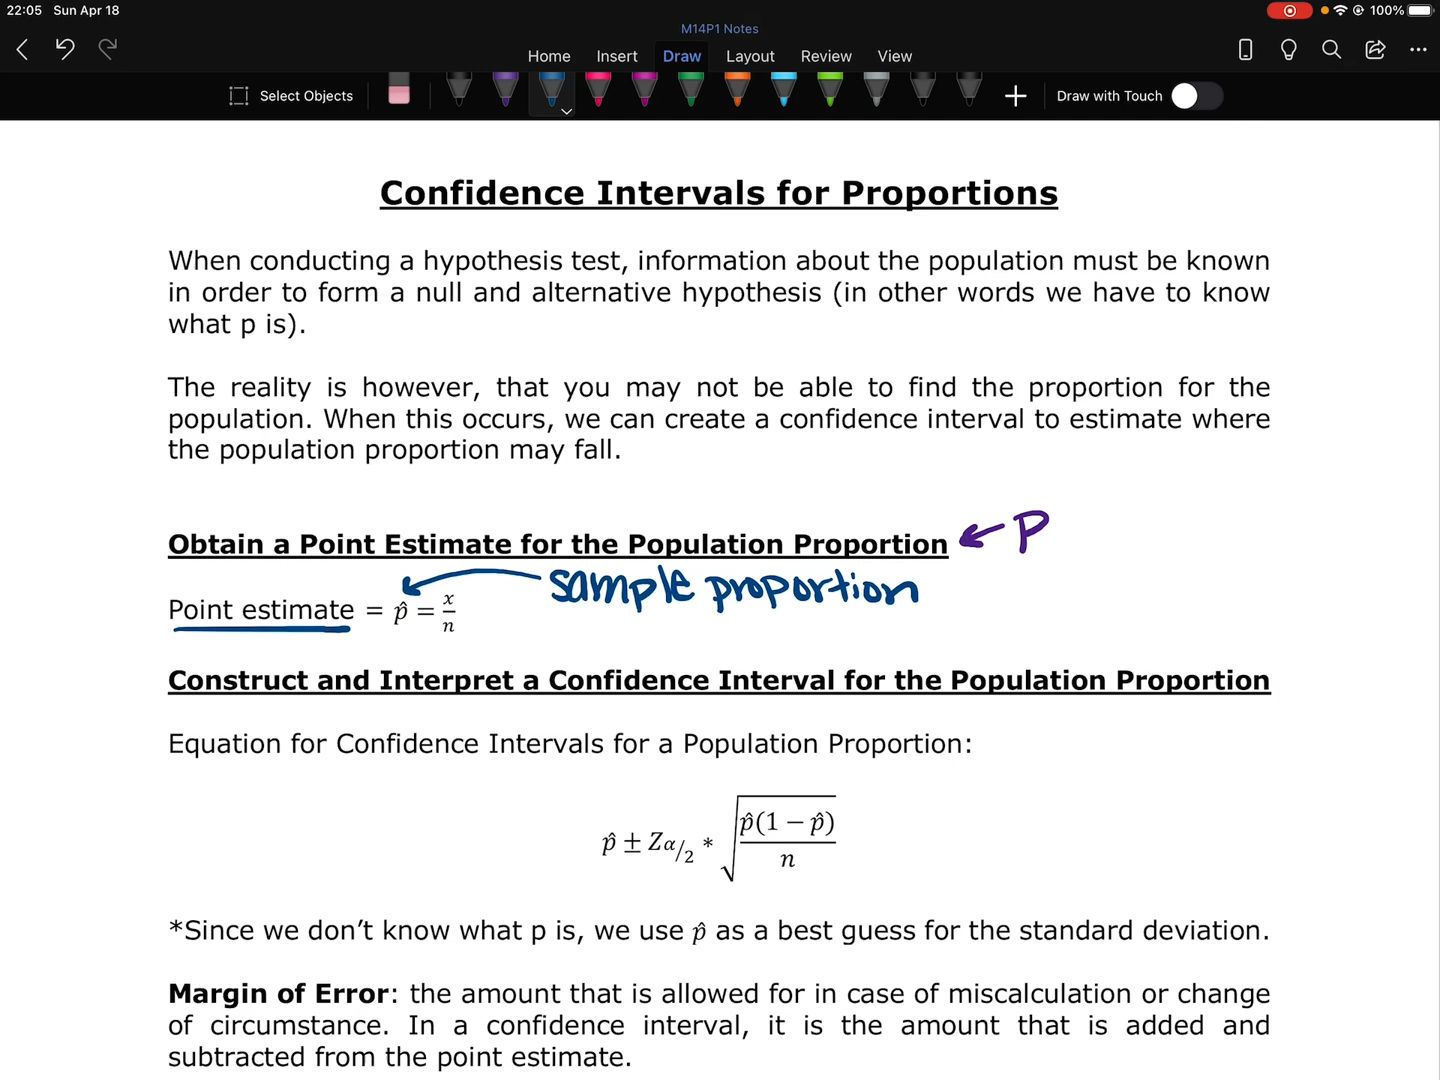 22:05 Sun Apr 18
100%
M14P1 Notes
Home Insert Draw Layout Review View
Select Objects
Draw with Touch
Confidence Intervals for Proportions
When conducting a hypothesis test, information about the population must be known
in order to form a null and alternative hypothesis (in other words we have to know
what p is).
The reality is however, that you may not be able to find the proportion for the
population. When this occurs, we can create a confidence interval to estimate where
the population proportion may fall.
Obtain a Point Estimate for the Population Proportion ← P
sample proportion
Point estimate = p̂ = x/n
Construct and Interpret a Confidence Interval for the Population Proportion
Equation for Confidence Intervals for a Population Proportion:
p̂ ± Zα/2 * √(p̂(1 − p̂)/n)
*Since we don’t know what p is, we use p̂ as a best guess for the standard deviation.
Margin of Error: the amount that is allowed for in case of miscalculation or change
of circumstance. In a confidence interval, it is the amount that is added and
subtracted from the point estimate.